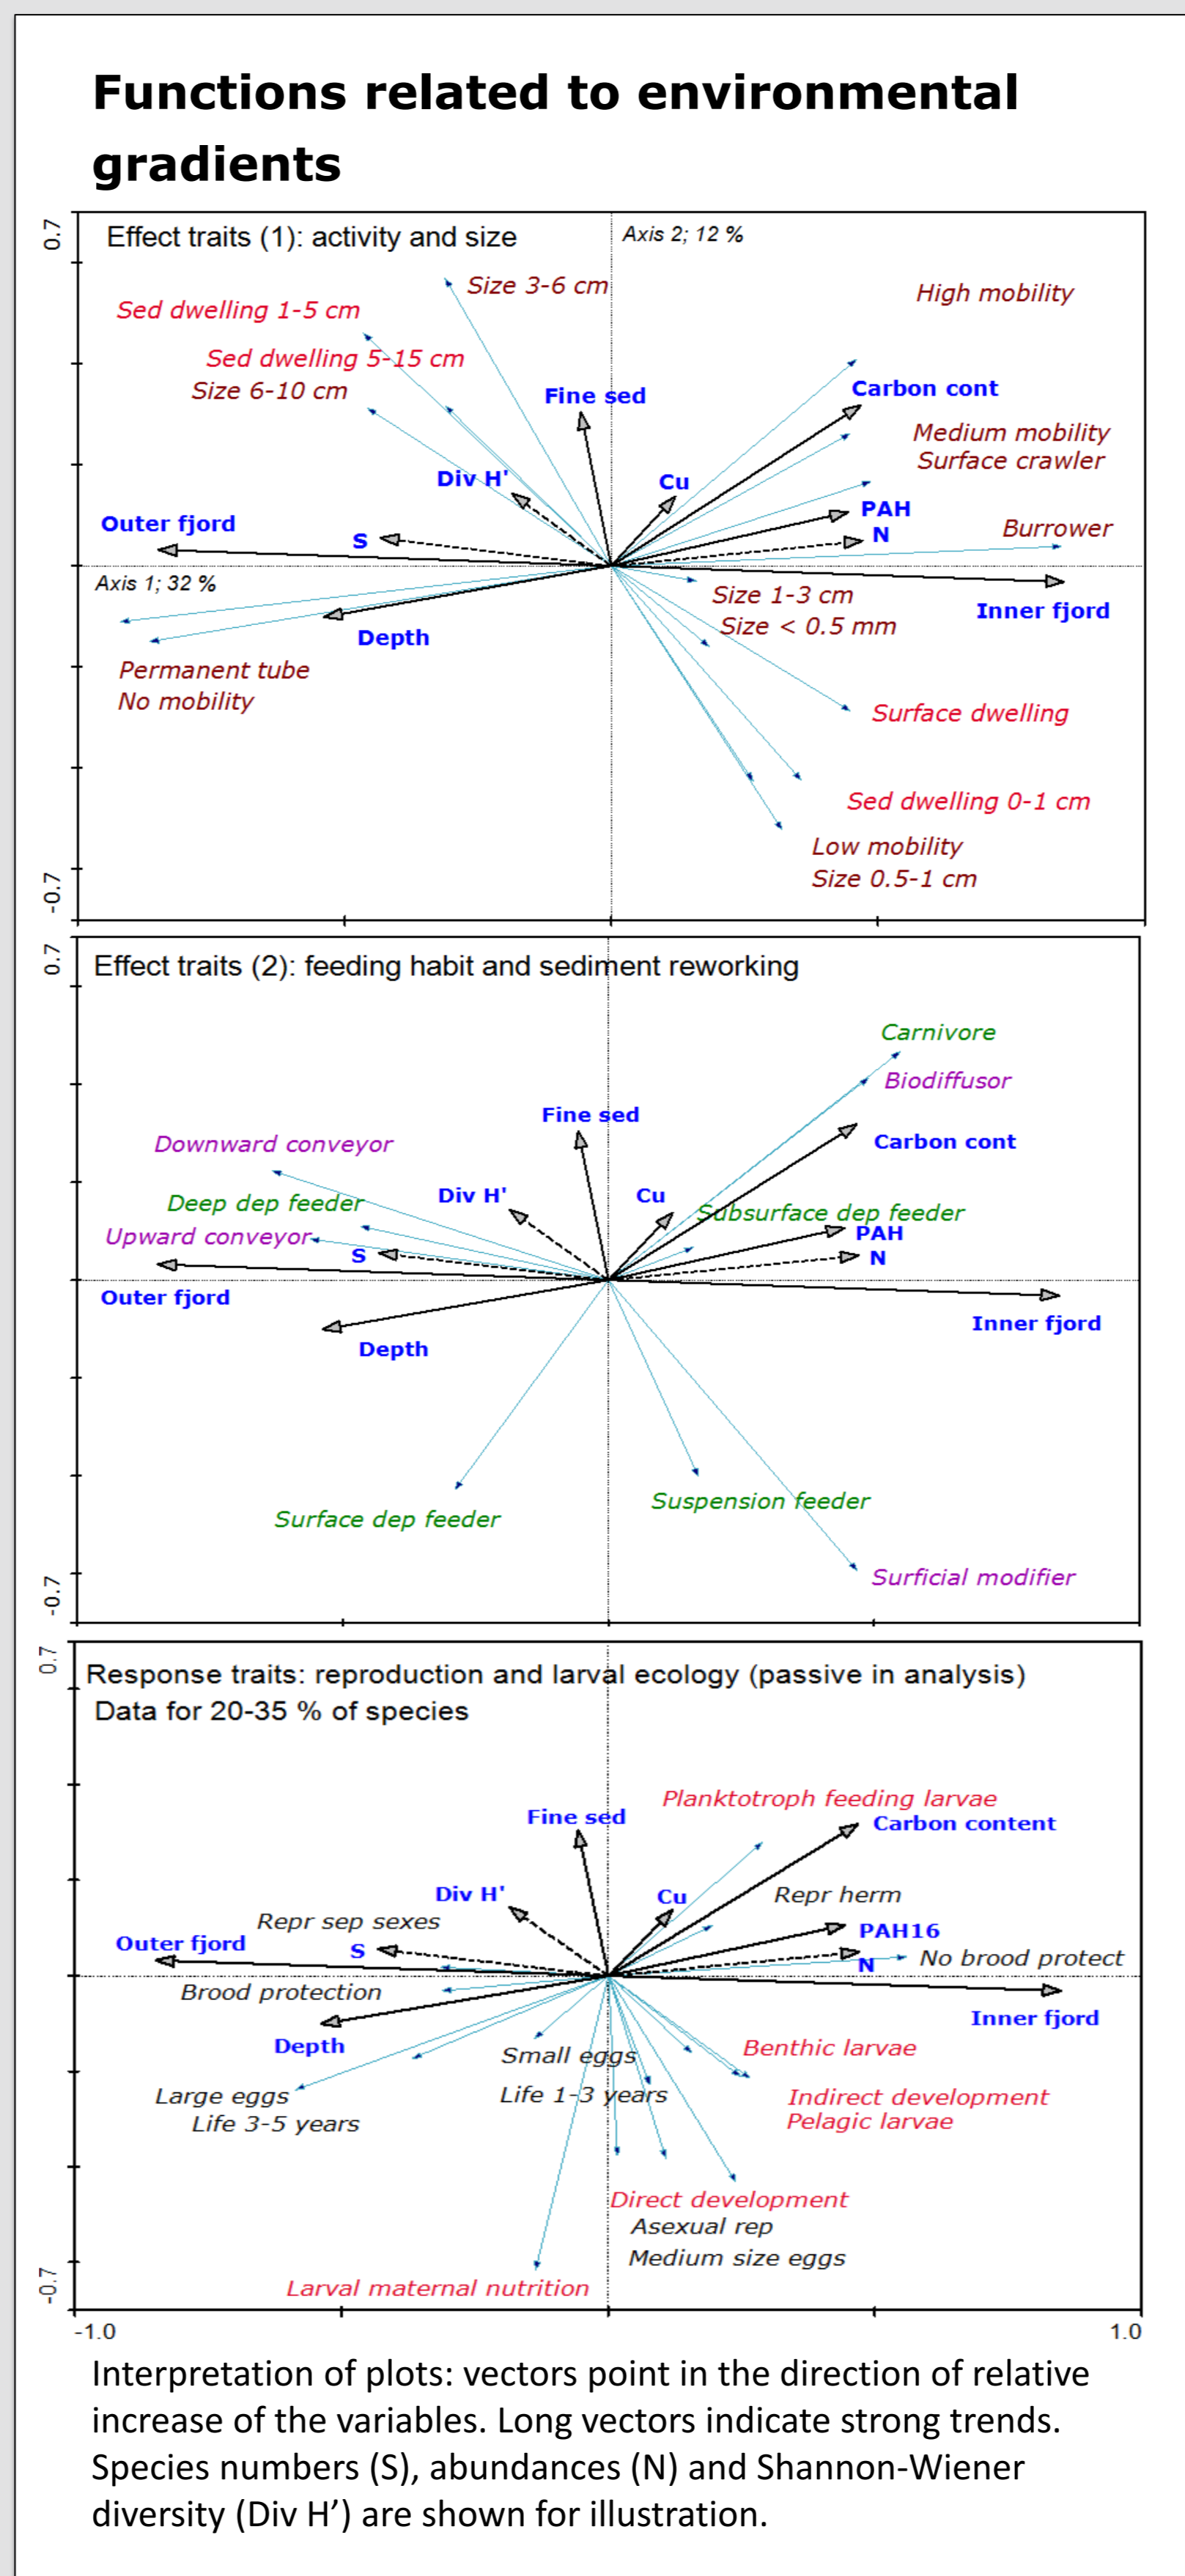 Functions related to environmental
gradients
0.7
Effect traits (1): activity and size
Axis 2; 12 %
Size 3-6 cm
High mobility
Sed dwelling 1-5 cm
Sed dwelling 5-15 cm
Size 6-10 cm
Fine sed
Carbon cont
Medium mobility
Surface crawler
Div H'
Cu
PAH
Outer fjord
S
N
Burrower
Axis 1; 32 %
Size 1-3 cm
Inner fjord
Size < 0.5 mm
Depth
Permanent tube
No mobility
Surface dwelling
Sed dwelling 0-1 cm
Low mobility
Size 0.5-1 cm
-0.7
0.7
Effect traits (2): feeding habit and sediment reworking
Carnivore
Biodiffusor
Fine sed
Carbon cont
Downward conveyor
Div H'
Cu
Deep dep feeder
Subsurface dep feeder
Upward conveyor
PAH
S
N
Outer fjord
Inner fjord
Depth
Suspension feeder
Surface dep feeder
Surficial modifier
-0.7
0.7
Response traits: reproduction and larval ecology (passive in analysis)
Data for 20-35 % of species
Planktotroph feeding larvae
Fine sed
Carbon content
Div H'
Cu
Repr herm
Repr sep sexes
PAH16
Outer fjord
S
No brood protect
N
Brood protection
Inner fjord
Depth
Small eggs
Benthic larvae
Large eggs
Life 1-3 years
Indirect development
Life 3-5 years
Pelagic larvae
Direct development
Asexual rep
Medium size eggs
Larval maternal nutrition
-0.7
-1.0
1.0
Interpretation of plots: vectors point in the direction of relative
increase of the variables. Long vectors indicate strong trends.
Species numbers (S), abundances (N) and Shannon-Wiener
diversity (Div H’) are shown for illustration.